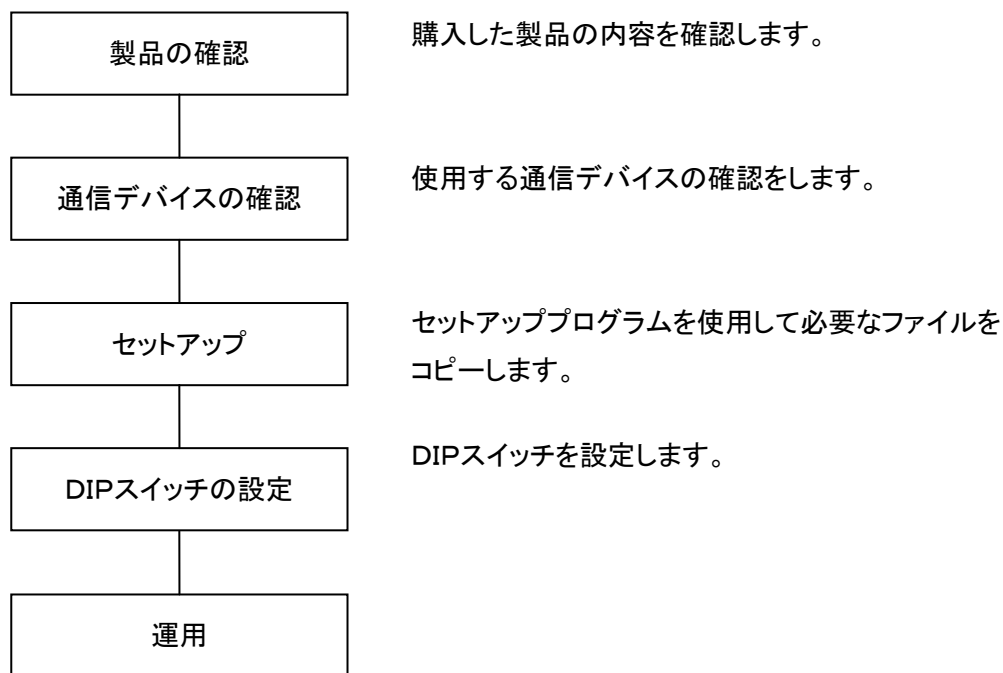 製品の確認
購入した製品の内容を確認します。
通信デバイスの確認
使用する通信デバイスの確認をします。
セットアップ
セットアッププログラムを使用して必要なファイルを
コピーします。
DIPスイッチの設定
DIPスイッチを設定します。
運用